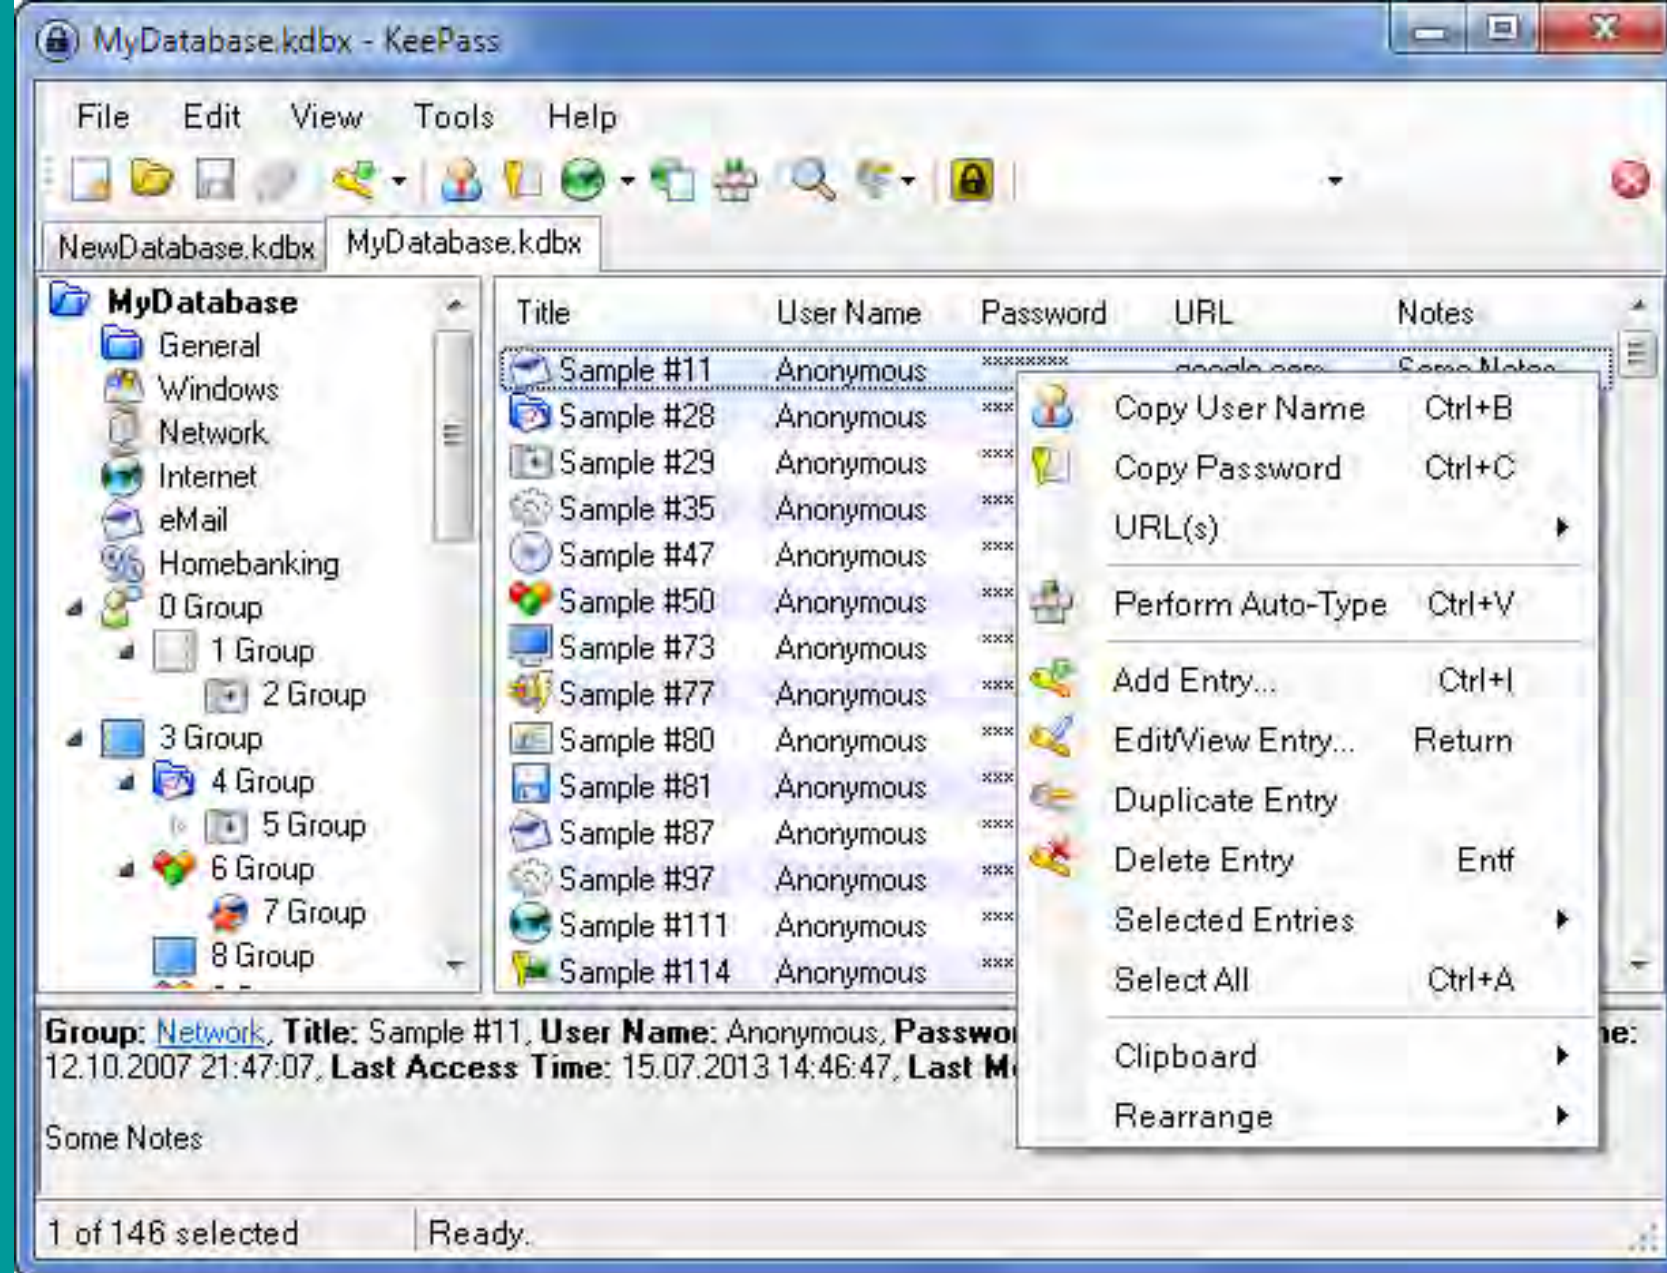 MyDatabase.kdbx - KeePass
File Edit View Tools Help
NewDatabase.kdbx MyDatabase.kdbx
MyDatabase
General
Windows
Network
Internet
eMail
Homebanking
0 Group
1 Group
2 Group
3 Group
4 Group
5 Group
6 Group
7 Group
8 Group
Title User Name Password URL Notes
Sample #11 Anonymous ******** google.com Some Notes
Sample #28 Anonymous ***
Sample #29 Anonymous ***
Sample #35 Anonymous ***
Sample #47 Anonymous ***
Sample #50 Anonymous ***
Sample #73 Anonymous ***
Sample #77 Anonymous ***
Sample #80 Anonymous ***
Sample #81 Anonymous ***
Sample #87 Anonymous ***
Sample #97 Anonymous ***
Sample #111 Anonymous ***
Sample #114 Anonymous ***
Copy User Name Ctrl+B
Copy Password Ctrl+C
URL(s)
Perform Auto-Type Ctrl+V
Add Entry... Ctrl+I
Edit/View Entry... Return
Duplicate Entry
Delete Entry Entf
Selected Entries
Select All Ctrl+A
Clipboard
Rearrange
Group: Network, Title: Sample #11, User Name: Anonymous, Passwo ne:
12.10.2007 21:47:07, Last Access Time: 15.07.2013 14:46:47, Last M
Some Notes
1 of 146 selected Ready.